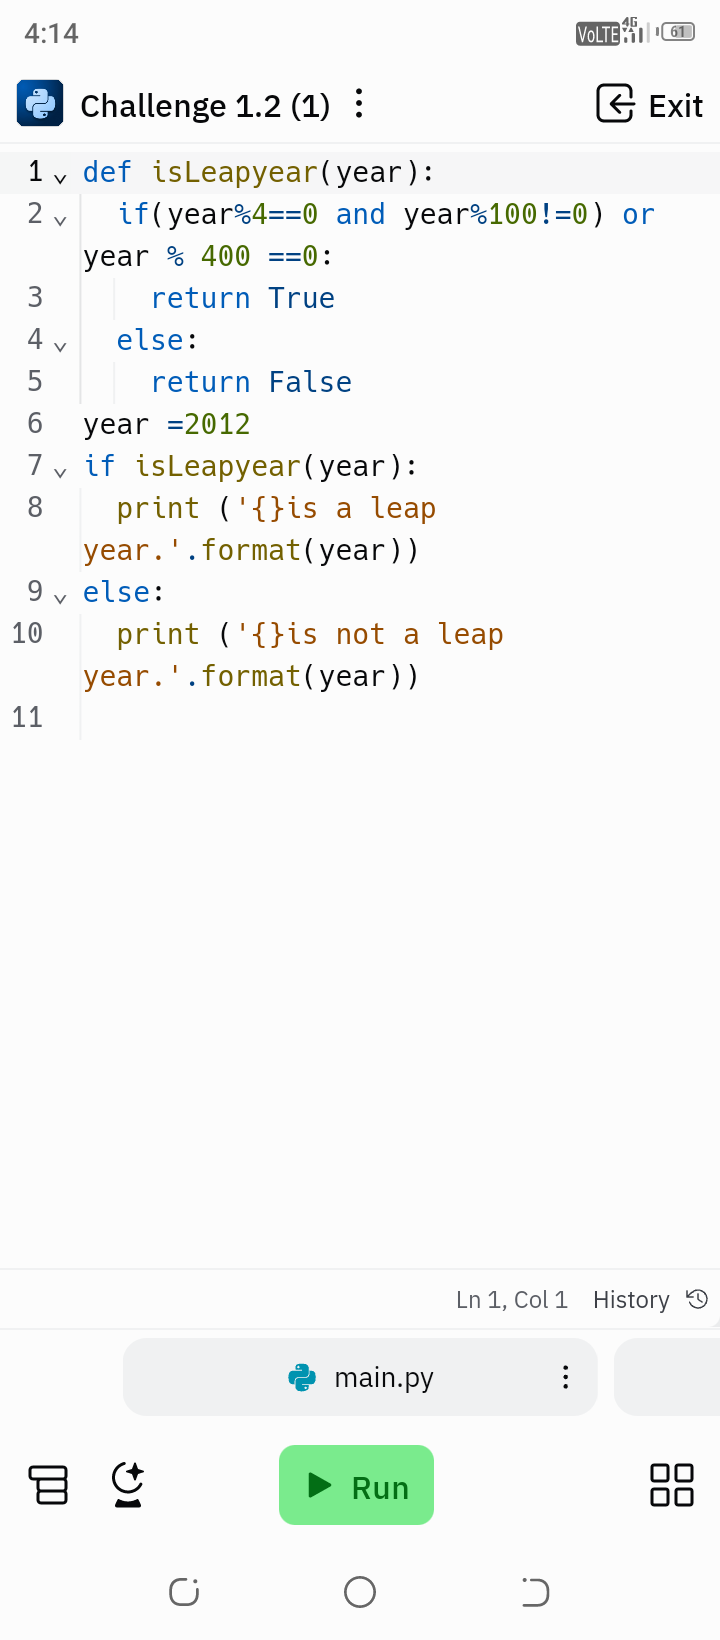 4:14 VoLTE 4G 61
Challenge 1.2 (1) Exit
1 def isLeapyear(year):
2 if(year%4==0 and year%100!=0) or
year % 400 ==0:
3 return True
4 else:
5 return False
6 year =2012
7 if isLeapyear(year):
8 print ('{}is a leap
year.'.format(year))
9 else:
10 print ('{}is not a leap
year.'.format(year))
11
Ln 1, Col 1 History
main.py
Run